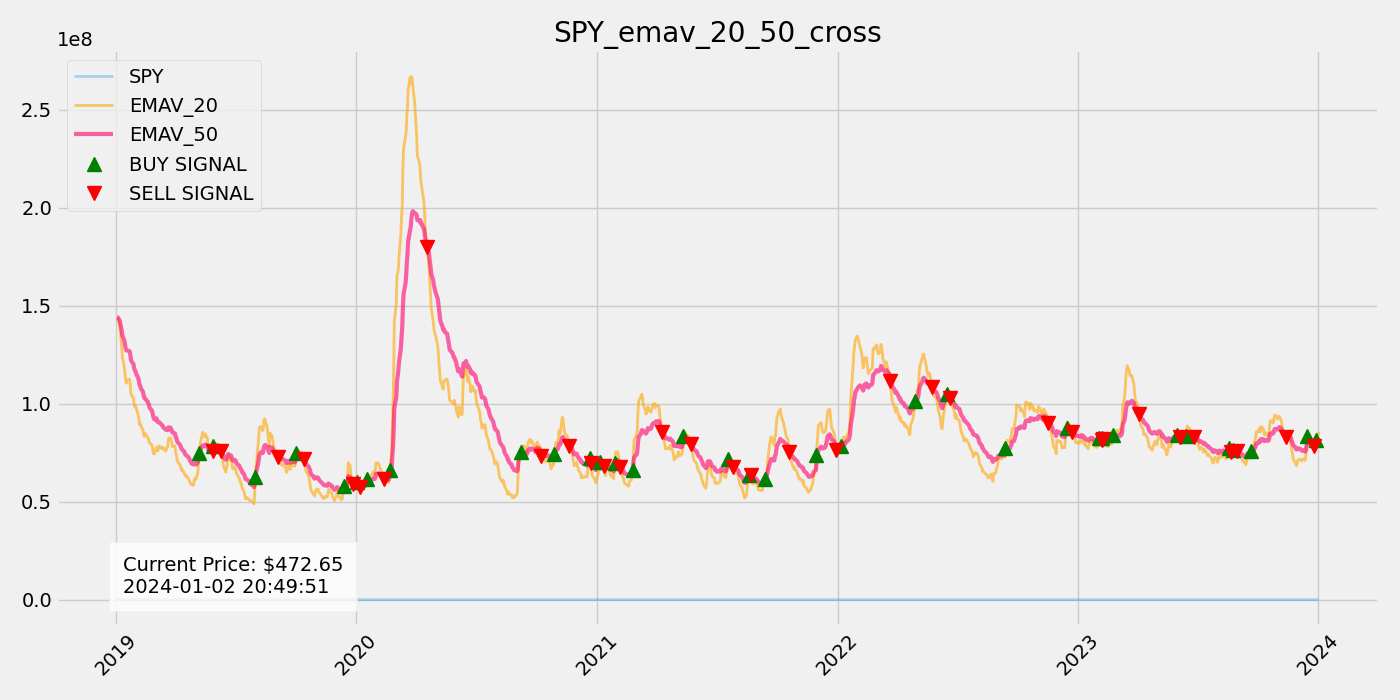 SPY_emav_20_50_cross
1e8
SPY
EMAV_20
EMAV_50
BUY SIGNAL
SELL SIGNAL
2.5
2.0
1.5
1.0
0.5
0.0
Current Price: $472.65
2024-01-02 20:49:51
2019
2020
2021
2022
2023
2024